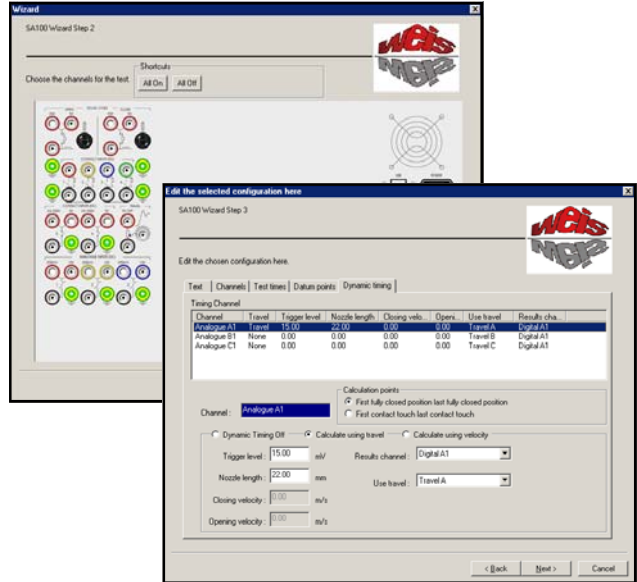 Wizard
SA100 Wizard Step 2
weis
Shortcuts
Choose the channels for the test. All On All Off
Edit the selected configuration here
SA100 Wizard Step 3
weis
Edit the chosen configuration here.
Text Channels Test times Datum points Dynamic timing
Timing Channel
Channel Travel Trigger level Nozzle length Closing velo... Openi... Use travel Results cha...
Analogue A1 Travel 15.00 22.00 0.00 0.00 Travel A Digital A1
Analogue B1 None 0.00 0.00 0.00 0.00 Travel B Digital A1
Analogue C1 None 0.00 0.00 0.00 0.00 Travel C Digital A1
Calculation points
First fully closed position last fully closed position
Channel : Analogue A1
First contact touch last contact touch
Dynamic Timing Off Calculate using travel Calculate using velocity
Trigger level : 15.00 mV Results channel : Digital A1
Nozzle length : 22.00 mm Use travel : Travel A
Closing velocity : 0.00 m/s
Opening velocity : 0.00 m/s
< Back Next > Cancel